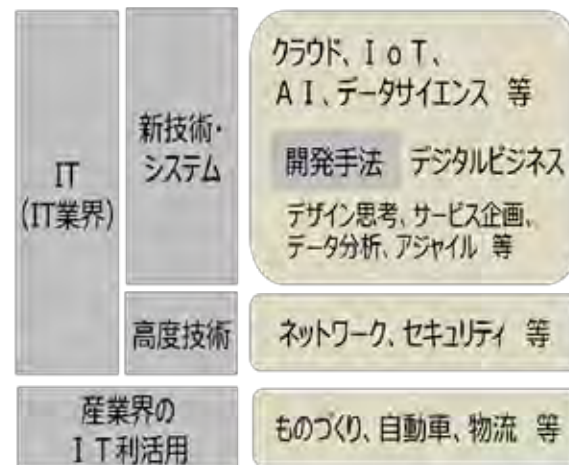 IT
(IT業界)
新技術・
システム
クラウド、ＩｏＴ、
ＡＩ、データサイエンス 等
開発手法 デジタルビジネス
デザイン思考、サービス企画、
データ分析、アジャイル 等
高度技術
ネットワーク、セキュリティ 等
産業界の
ＩＴ利活用
ものづくり、自動車、物流 等